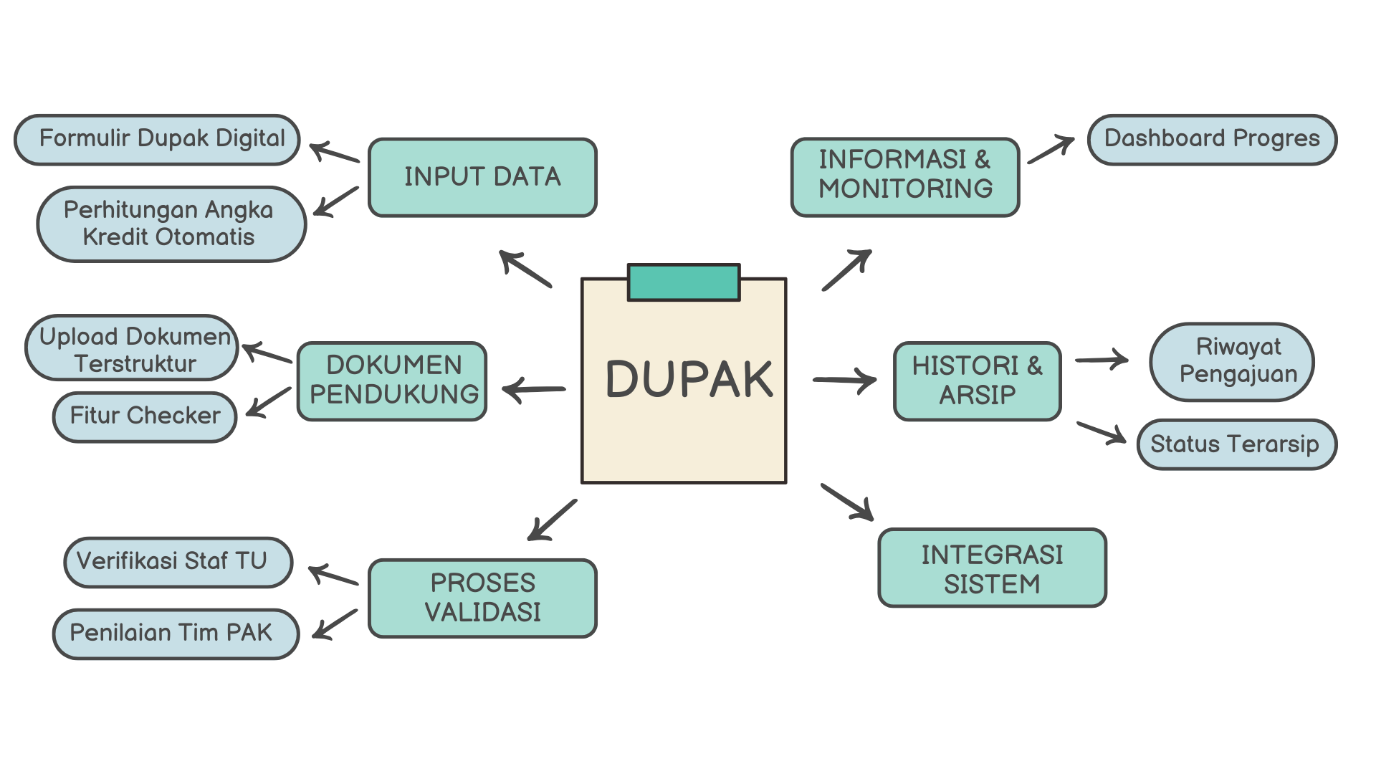 Formulir Dupak Digital
Perhitungan Angka
Kredit Otomatis
INPUT DATA
INFORMASI &
MONITORING
Dashboard Progres
Upload Dokumen
Terstruktur
Fitur Checker
DOKUMEN
PENDUKUNG
DUPAK
HISTORI &
ARSIP
Riwayat
Pengajuan
Status Terarsip
Verifikasi Staf TU
Penilaian Tim PAK
PROSES
VALIDASI
INTEGRASI
SISTEM